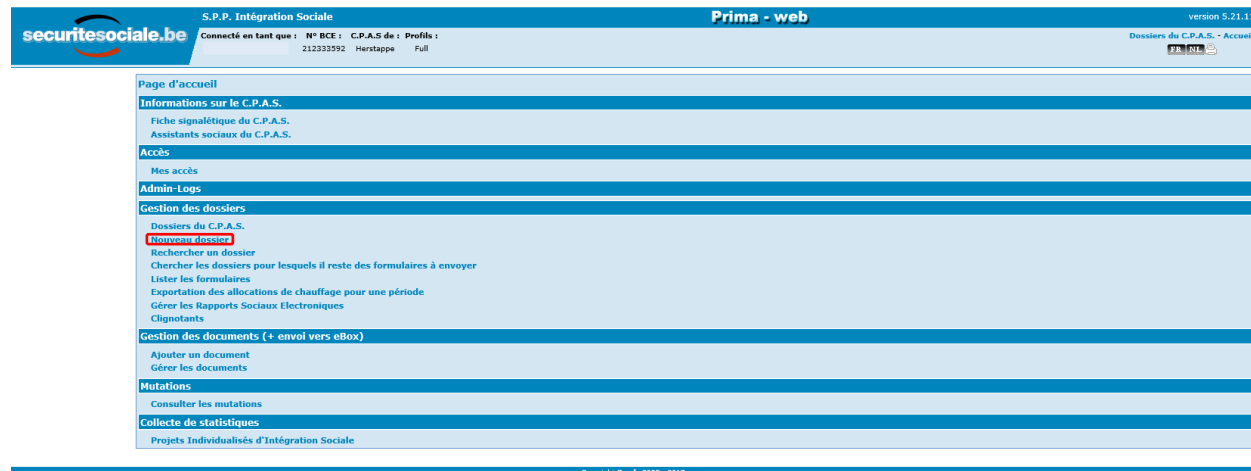 S.P.P. Intégration Sociale
Prima - web
version 5.21.1
securitesociale.be
Connecté en tant que : N° BCE : C.P.A.S de : Profils :
212333592 Herstappe Full
Dossiers du C.P.A.S. - Accuei
FR NL
Page d'accueil
Informations sur le C.P.A.S.
Fiche signalétique du C.P.A.S.
Assistants sociaux du C.P.A.S.
Accès
Mes accès
Admin-Logs
Gestion des dossiers
Dossiers du C.P.A.S.
Nouveau dossier
Rechercher un dossier
Chercher les dossiers pour lesquels il reste des formulaires à envoyer
Lister les formulaires
Exportation des allocations de chauffage pour une période
Gérer les Rapports Sociaux Electroniques
Clignotants
Gestion des documents (+ envoi vers eBox)
Ajouter un document
Gérer les documents
Mutations
Consulter les mutations
Collecte de statistiques
Projets Individualisés d'Intégration Sociale